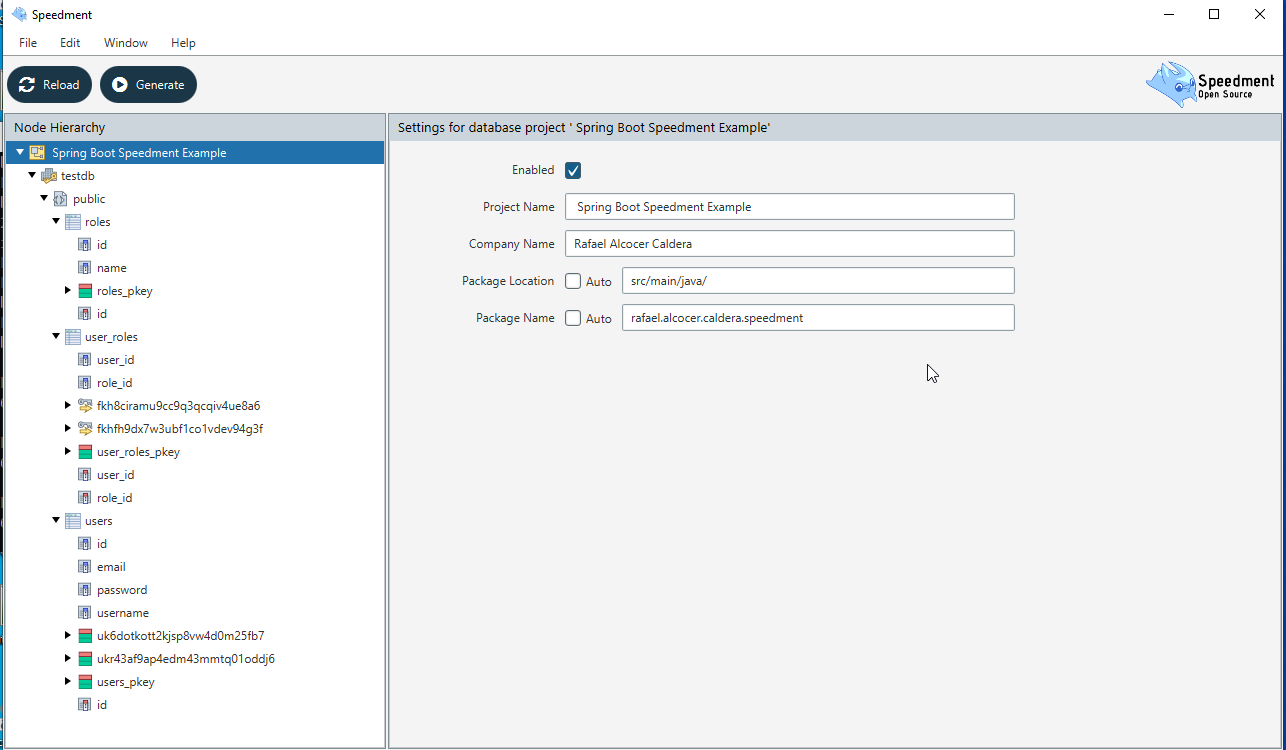 Speedment
File Edit Window Help
Reload Generate
Speedment
Open Source
Node Hierarchy
Spring Boot Speedment Example
testdb
public
roles
id
name
roles_pkey
id
user_roles
user_id
role_id
fkh8ciramu9cc9q3qcqiv4ue8a6
fkhfh9dx7w3ubf1co1vdev94g3f
user_roles_pkey
user_id
role_id
users
id
email
password
username
uk6dotkott2kjsp8vw4d0m25fb7
ukr43af9ap4edm43mmtq01oddj6
users_pkey
id
Settings for database project ' Spring Boot Speedment Example'
Enabled
Project Name Spring Boot Speedment Example
Company Name Rafael Alcocer Caldera
Package Location Auto src/main/java/
Package Name Auto rafael.alcocer.caldera.speedment